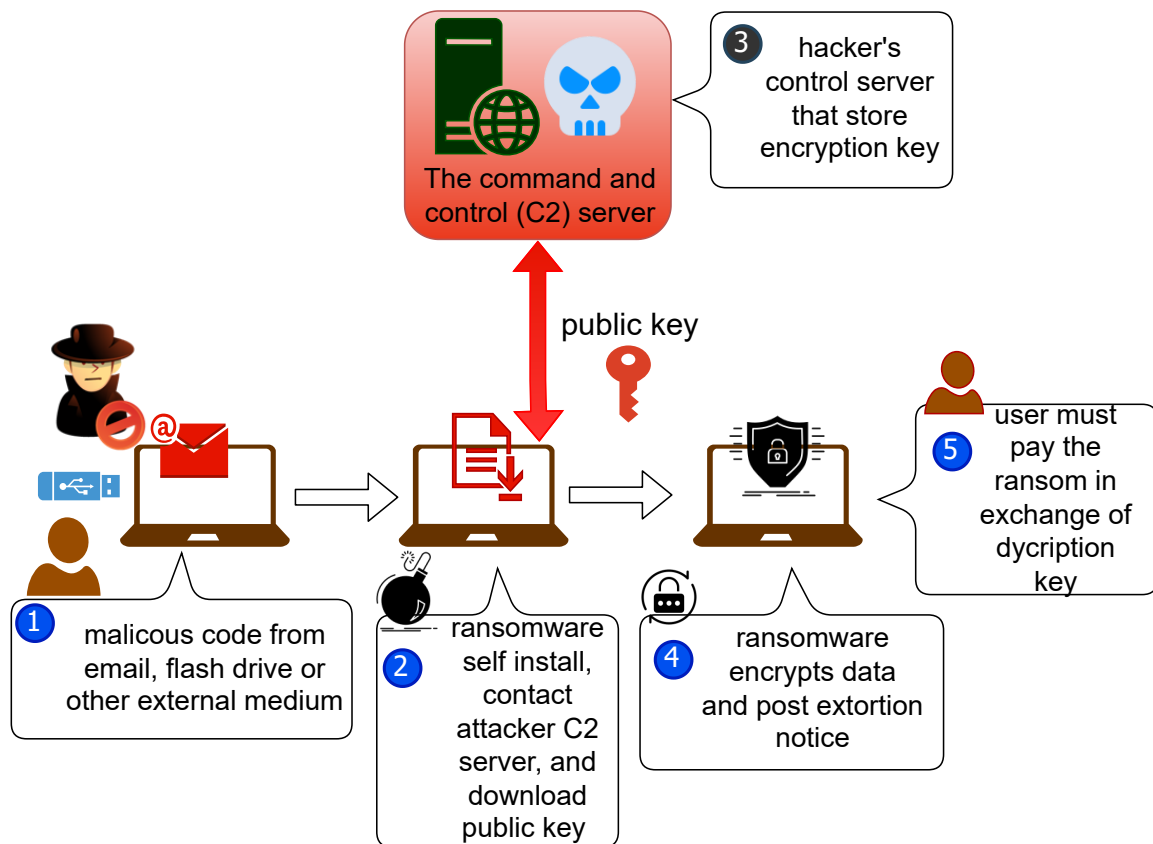 3
hacker's
control server
that store
encryption key
The command and
control (C2) server
public key
@
1
malicous code from
email, flash drive or
other external medium
2
ransomware
self install,
contact
attacker C2
server, and
download
public key
4
ransomware
encrypts data
and post extortion
notice
5
user must
pay the
ransom in
exchange of
dycription
key